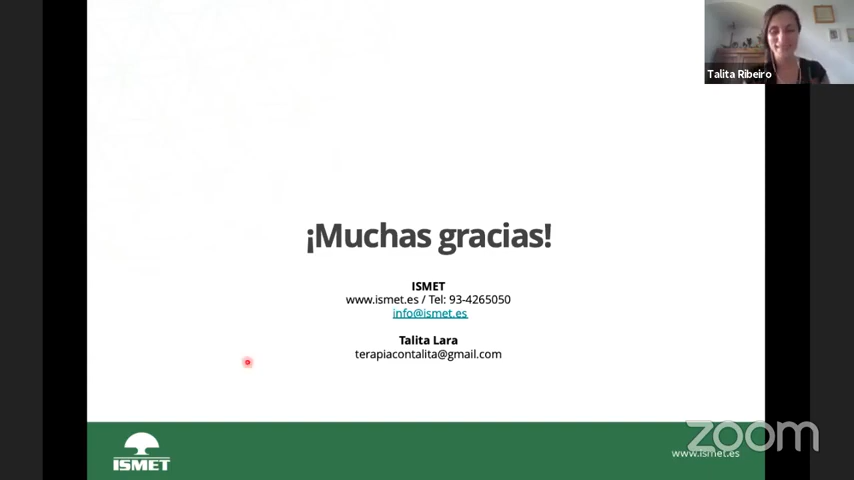 Talita Ribeiro
¡Muchas gracias!
ISMET
www.ismet.es / Tel: 93-4265050
info@ismet.es
Talita Lara
terapiacontalita@gmail.com
zoom
www.ismet.es
ISMET